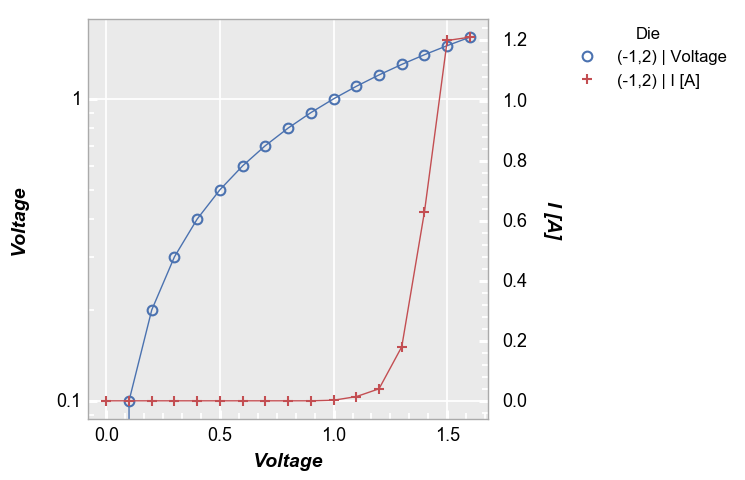 Die
(-1,2) | Voltage
(-1,2) | I [A]
Voltage
1
0.1
1.2
1.0
0.8
0.6
0.4
0.2
0.0
I [A]
0.0 0.5 1.0 1.5
Voltage